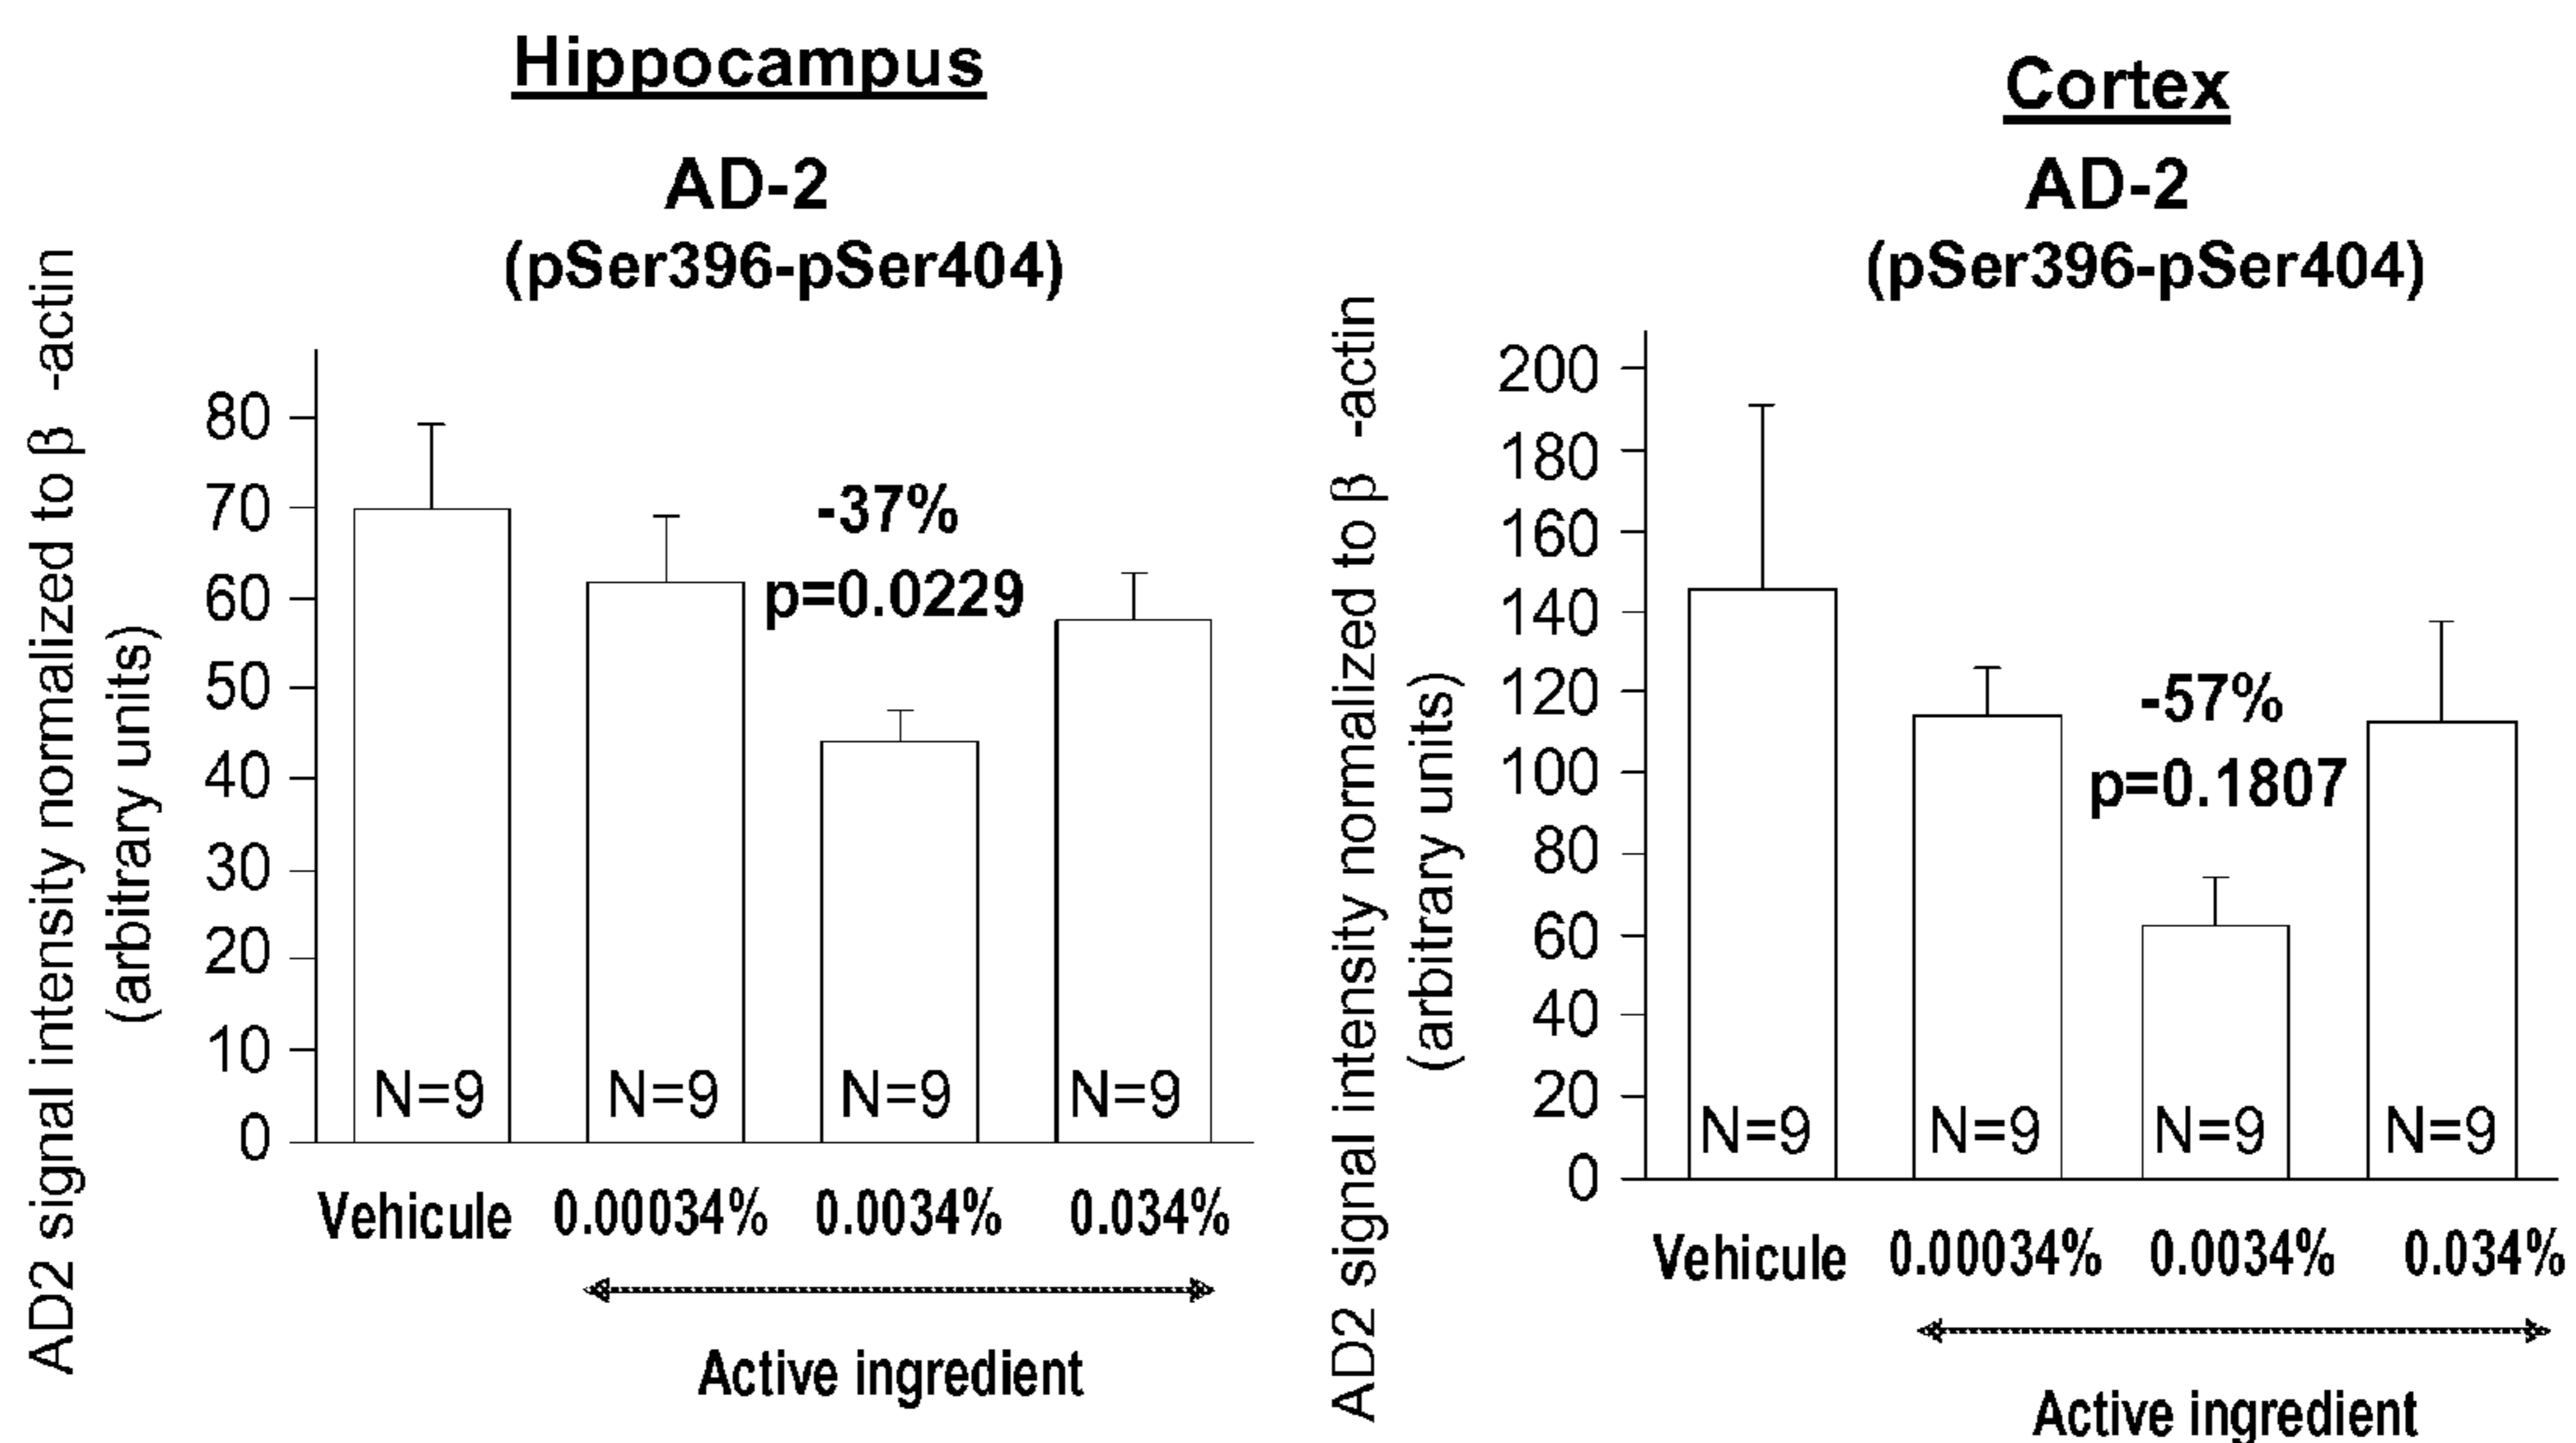 Hippocampus
AD-2
(pSer396-pSer404)
AD2 signal intensity normalized to β -actin
(arbitrary units)
80
70
60
50
40
30
20
10
0
-37%
p=0.0229
N=9
N=9
N=9
N=9
Vehicule 0.00034% 0.0034% 0.034%
Active ingredient
Cortex
AD-2
(pSer396-pSer404)
AD2 signal intensity normalized to β -actin
(arbitrary units)
200
180
160
140
120
100
80
60
40
20
0
-57%
p=0.1807
N=9
N=9
N=9
N=9
Vehicule 0.00034% 0.0034% 0.034%
Active ingredient